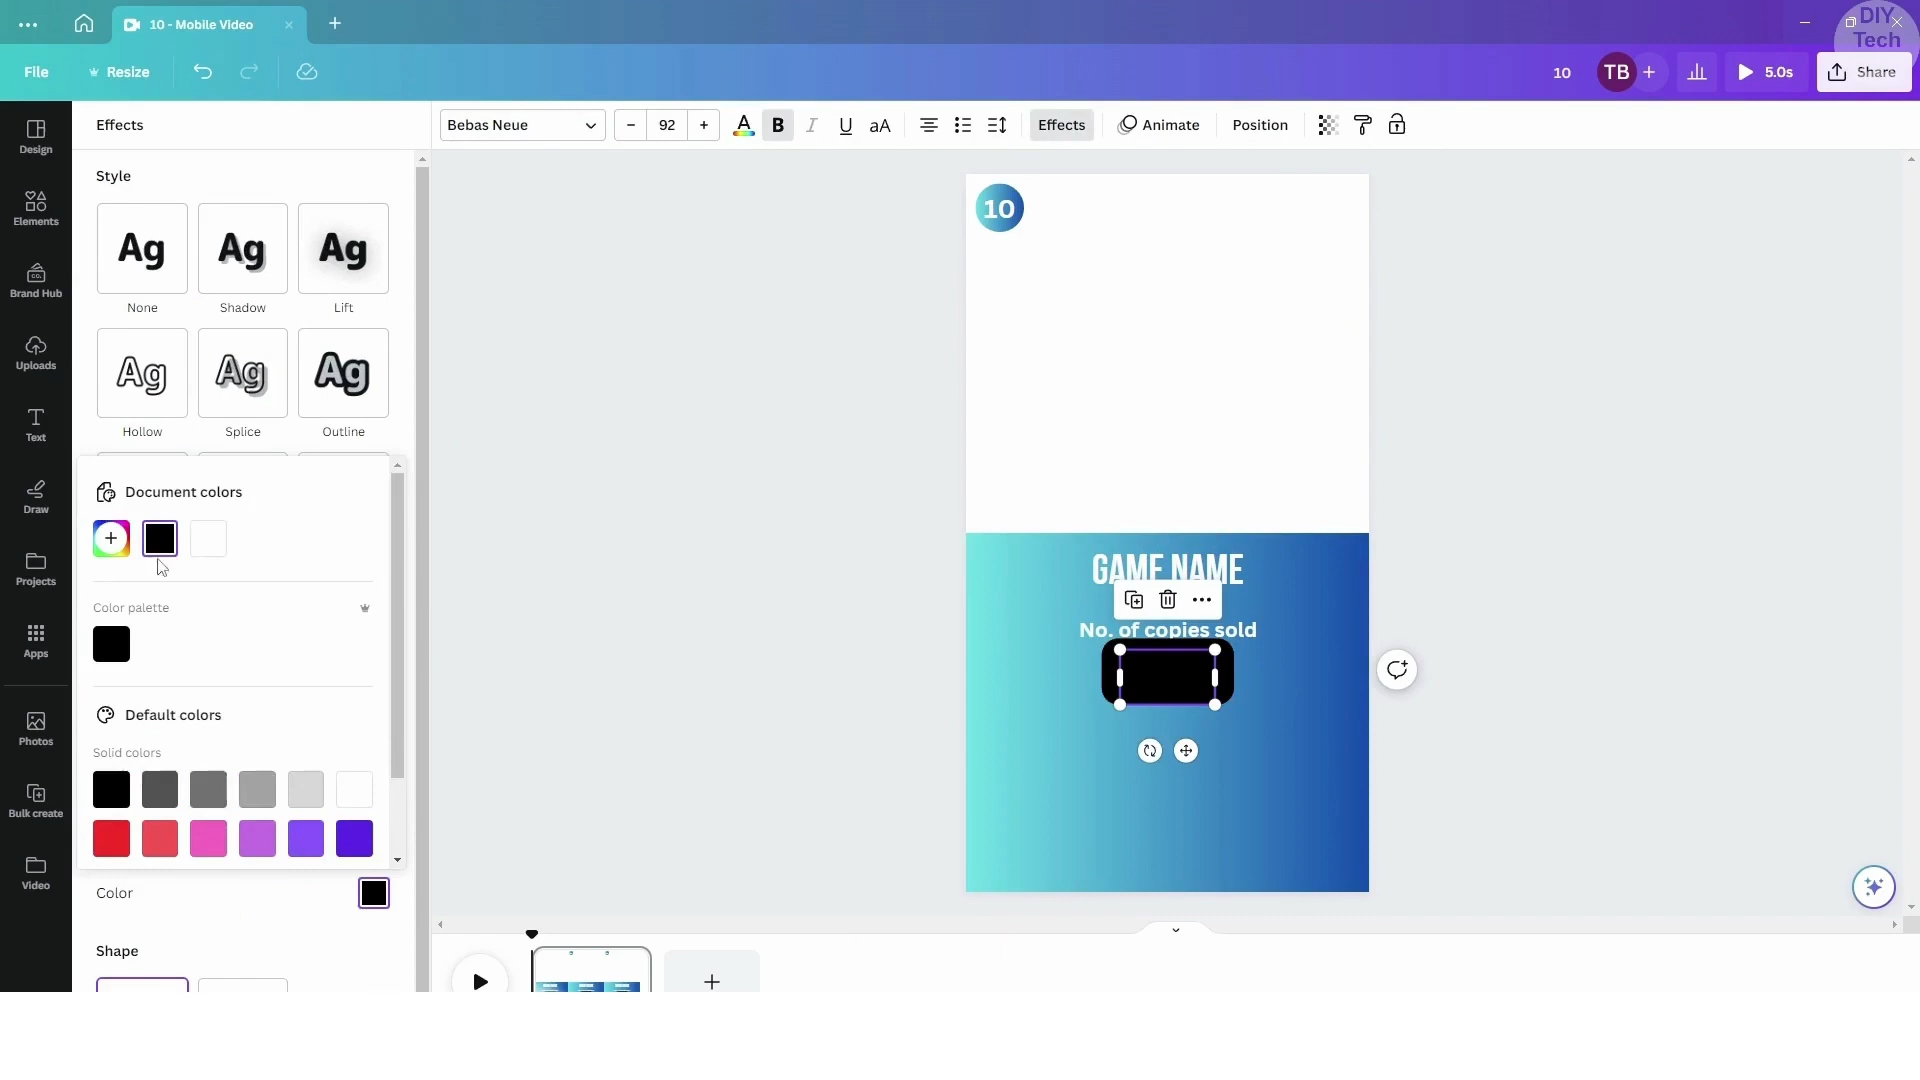 10 - Mobile Video
DIY
Tech
File
Resize
10
TB
5.0s
Share
Effects
Bebas Neue
92
A
B
I
U
aA
Effects
Animate
Position
Design
Elements
CO.
Brand Hub
Uploads
Text
Draw
Projects
Apps
Photos
Bulk create
Video
Style
Ag
Ag
Ag
None
Shadow
Lift
Ag
Ag
Ag
Hollow
Splice
Outline
Document colors
Color palette
Default colors
Solid colors
Color
Shape
10
GAME NAME
No. of copies sold